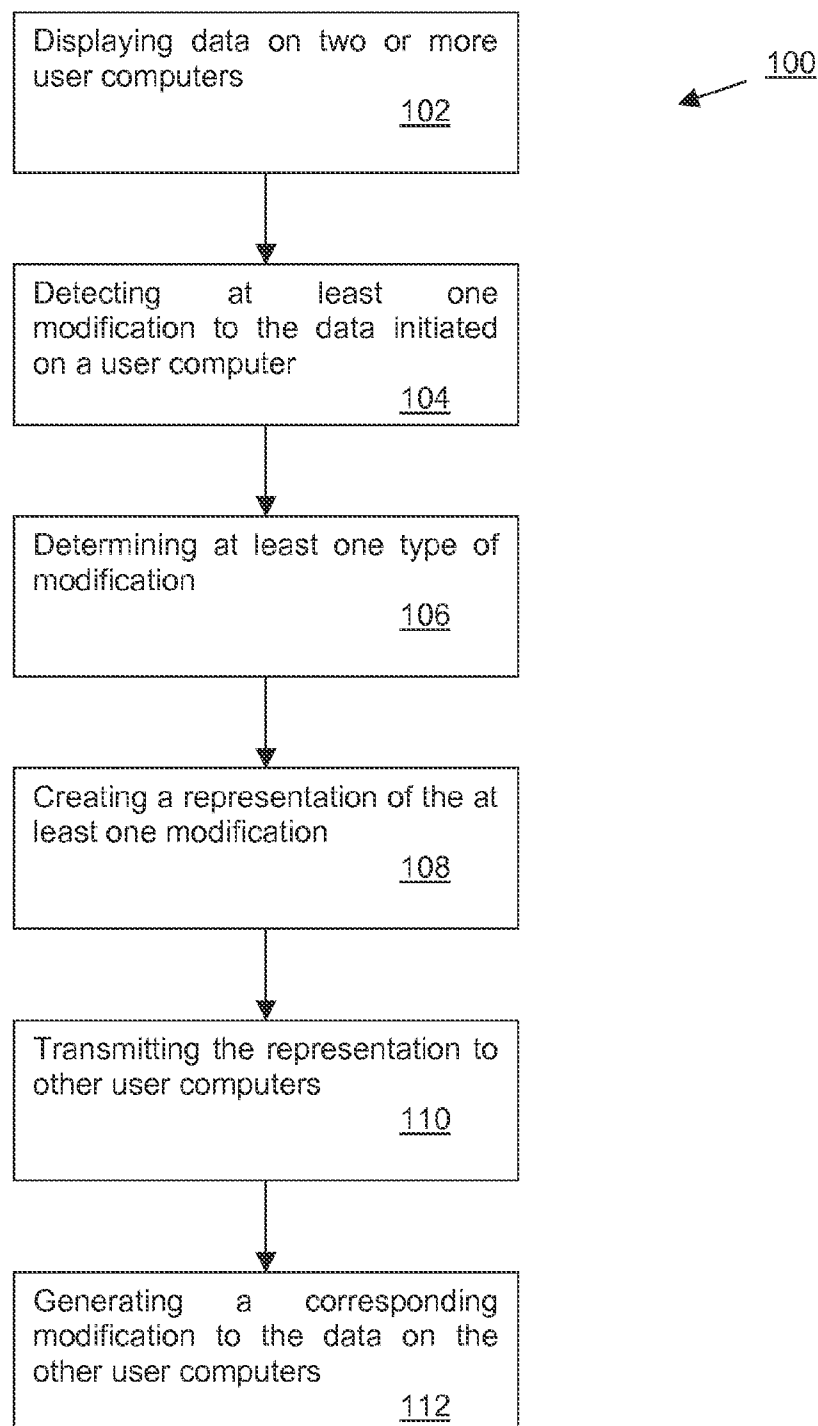 Displaying data on two or more
user computers
102
100
Detecting at least one
modification to the data initiated
on a user computer
104
Determining at least one type of
modification
106
Creating a representation of the at
least one modification
108
Transmitting the representation to
other user computers
110
Generating a corresponding
modification to the data on the
other user computers
112